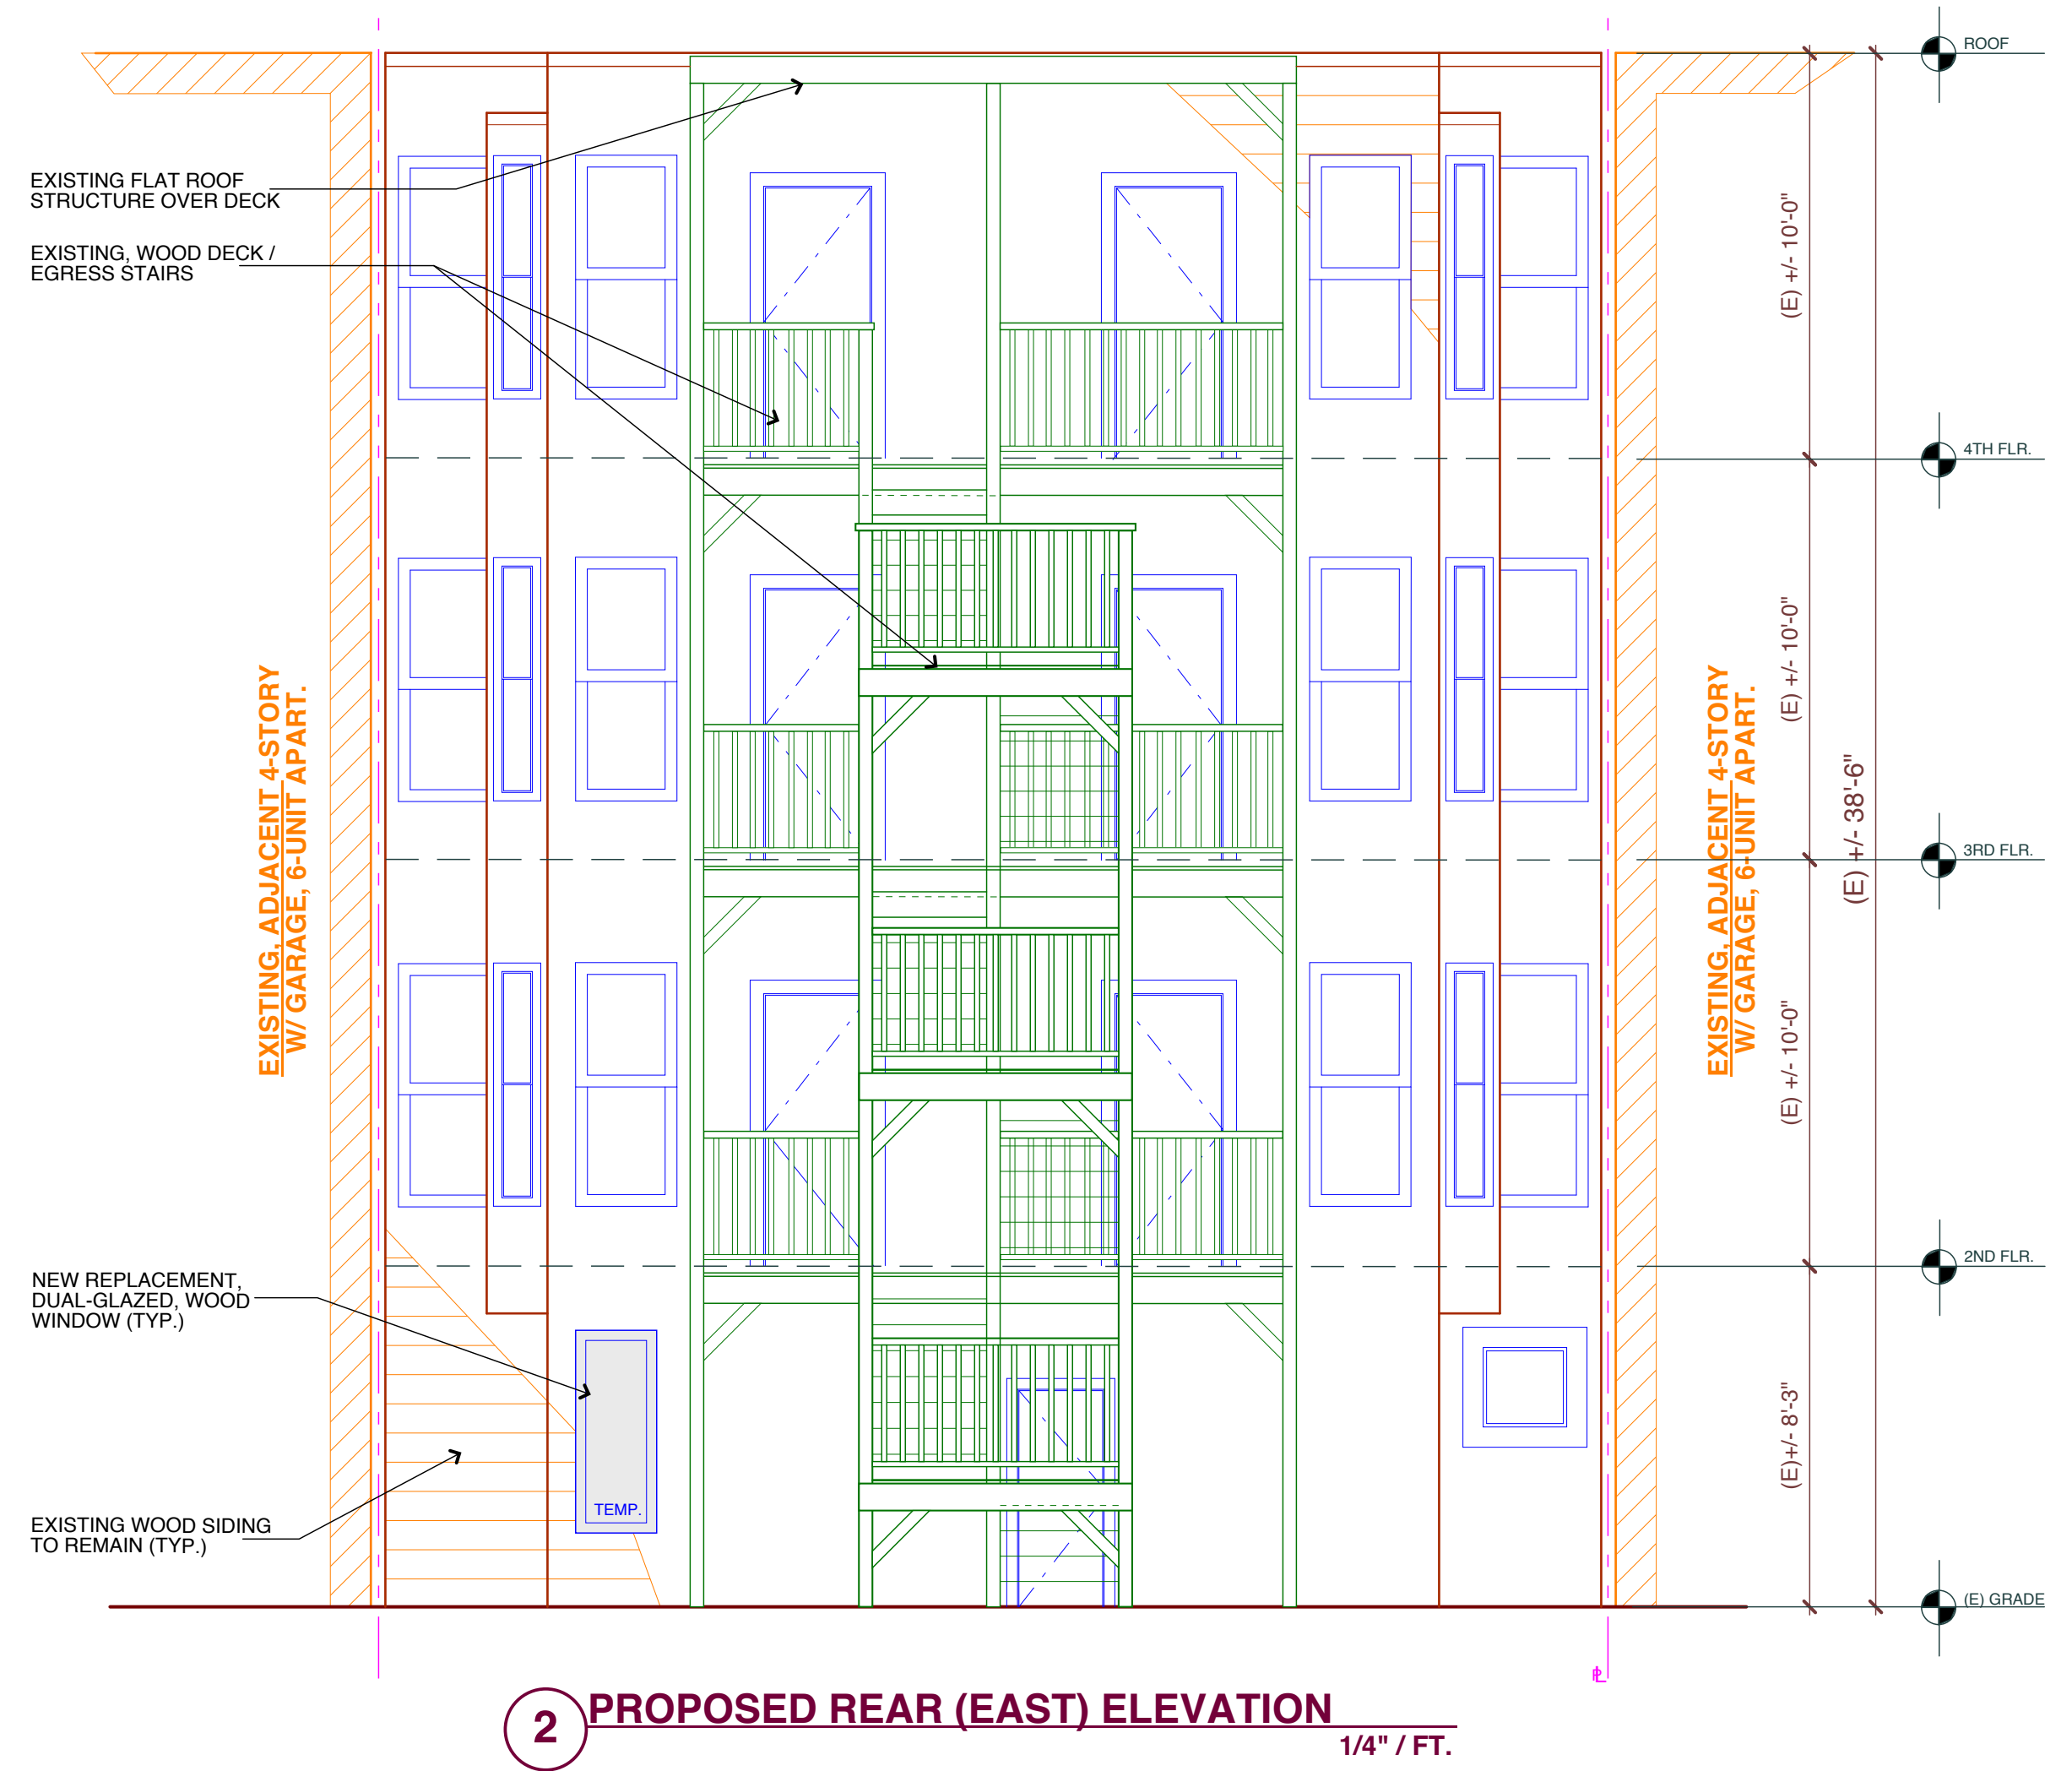 ROOF
EXISTING FLAT ROOF
STRUCTURE OVER DECK
EXISTING, WOOD DECK /
EGRESS STAIRS
(E) +/- 10'-0"
4TH FLR.
(E) +/- 10'-0"
EXISTING, ADJACENT 4-STORY
W/ GARAGE, 6-UNIT APART.
EXISTING, ADJACENT 4-STORY
W/ GARAGE, 6-UNIT APART.
(E) +/- 38'-6"
3RD FLR.
(E) +/- 10'-0"
2ND FLR.
NEW REPLACEMENT,
DUAL-GLAZED, WOOD
WINDOW (TYP.)
(E)+/- 8'-3"
TEMP.
EXISTING WOOD SIDING
TO REMAIN (TYP.)
(E) GRADE
PL
2
PROPOSED REAR (EAST) ELEVATION
1/4" / FT.